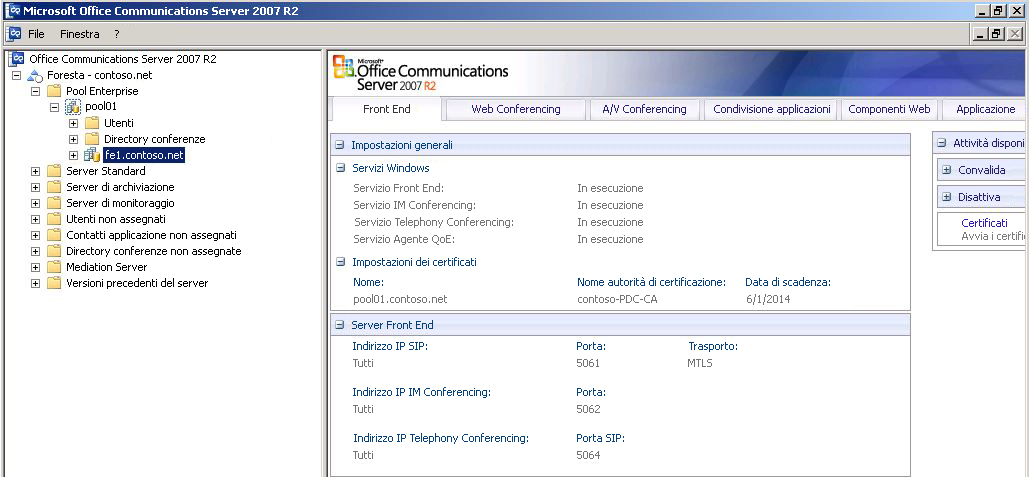 Microsoft Office Communications Server 2007 R2
File Finestra ?
Office Communications Server 2007 R2
Foresta - contoso.net
Pool Enterprise
pool01
Utenti
Directory conferenze
fe1.contoso.net
Server Standard
Server di archiviazione
Server di monitoraggio
Utenti non assegnati
Contatti applicazione non assegnati
Directory conferenze non assegnate
Mediation Server
Versioni precedenti del server
Microsoft
Office Communications
Server 2007 R2
Front End Web Conferencing A/V Conferencing Condivisione applicazioni Componenti Web Applicazione
Impostazioni generali
Servizi Windows
Servizio Front End: In esecuzione
Servizio IM Conferencing: In esecuzione
Servizio Telephony Conferencing: In esecuzione
Servizio Agente QoE: In esecuzione
Impostazioni dei certificati
Nome: Nome autorità di certificazione: Data di scadenza:
pool01.contoso.net contoso-PDC-CA 6/1/2014
Server Front End
Indirizzo IP SIP: Porta: Trasporto:
Tutti 5061 MTLS
Indirizzo IP IM Conferencing: Porta:
Tutti 5062
Indirizzo IP Telephony Conferencing: Porta SIP:
Tutti 5064
Attività disponi
Convalida
Disattiva
Certificati
Avvia i certifi